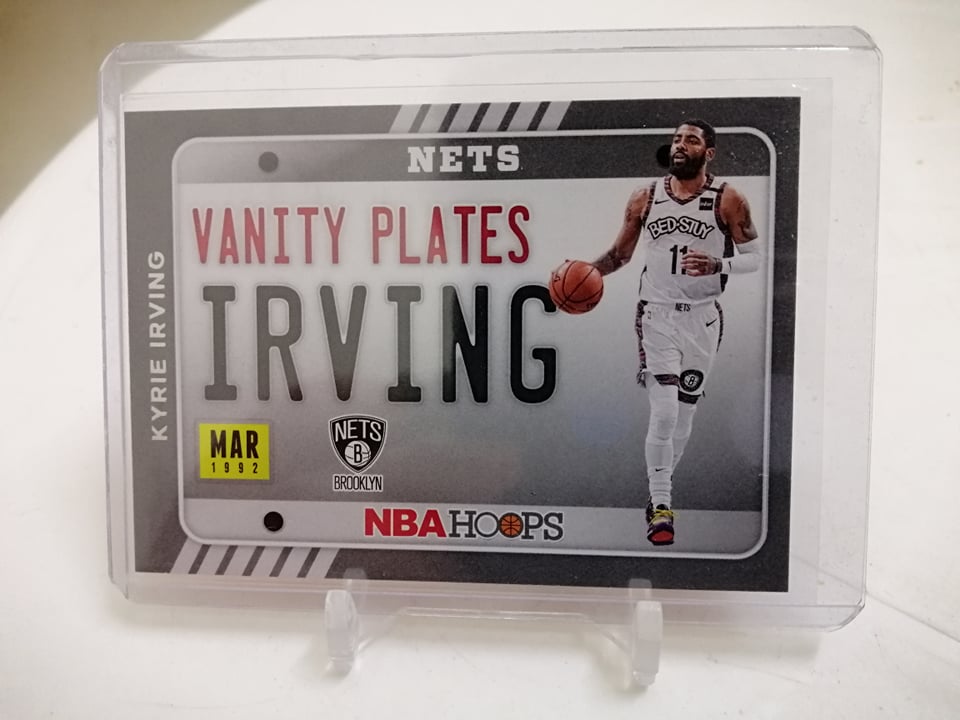 NETS
KYRIE IRVING
VANITY PLATES
IRVING
BED-STUY
11
NETS
MAR
1992
NETS
B
BROOKLYN
NBA HOOPS